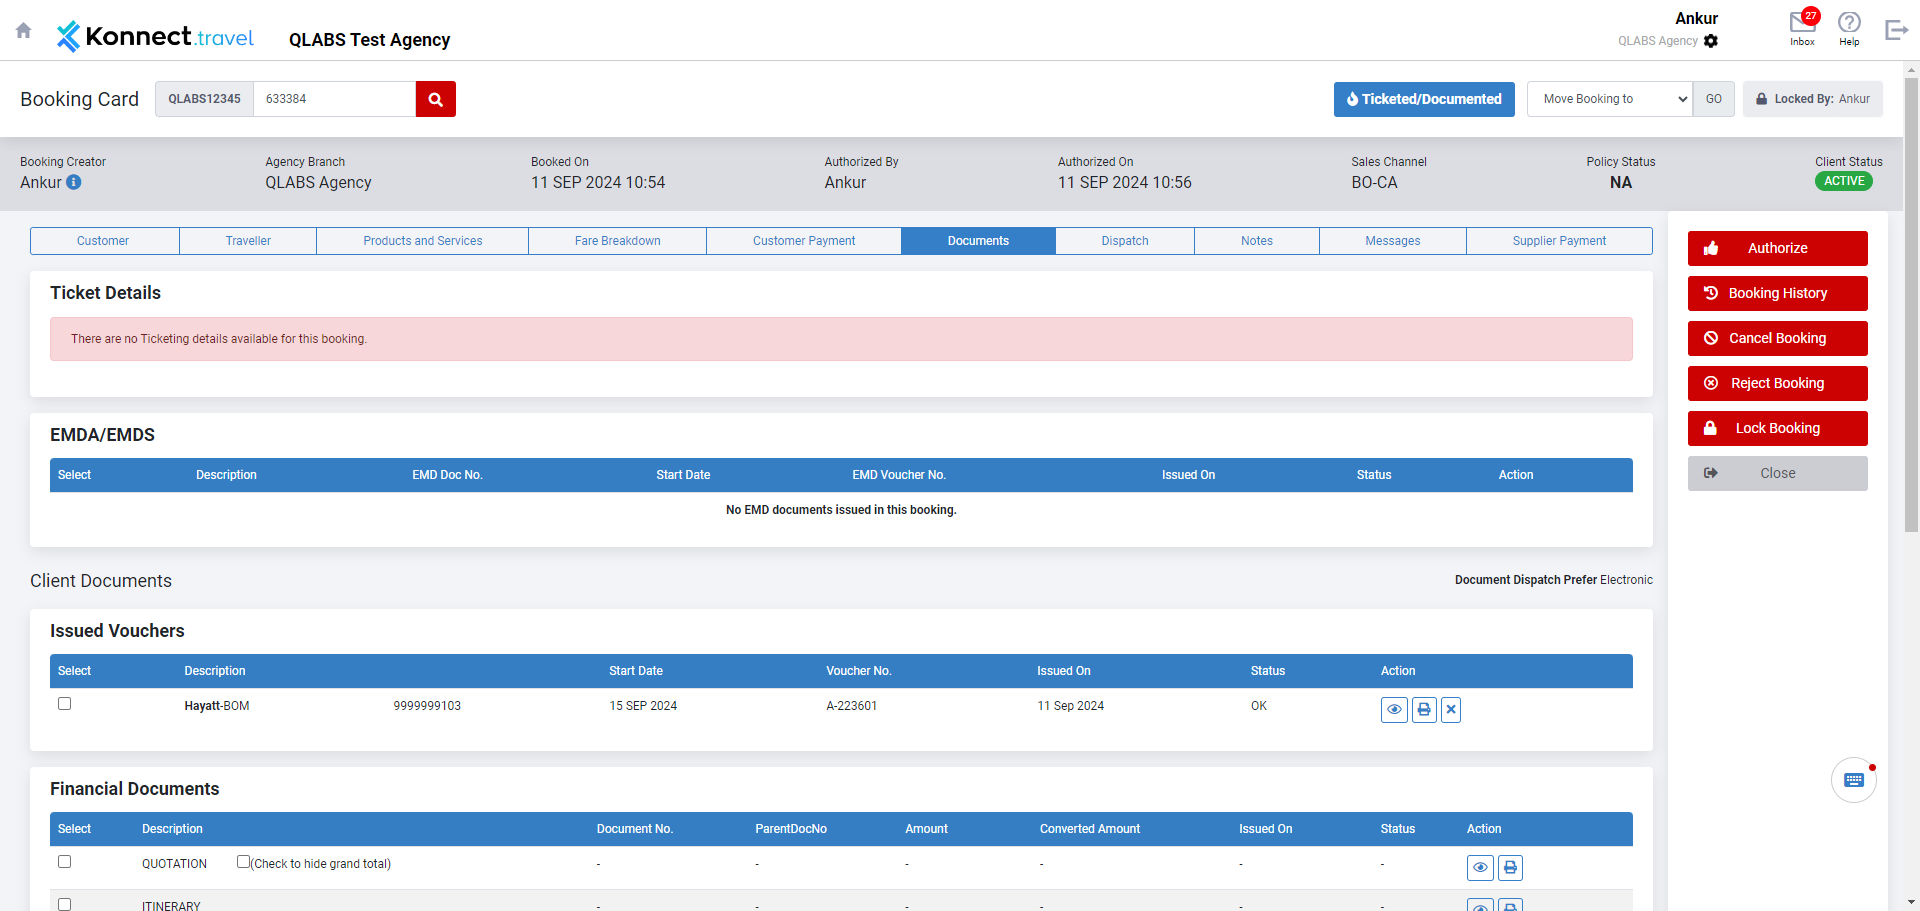 Konnect.travel
QLABS Test Agency
Ankur
QLABS Agency
27
Inbox
Help
Booking Card
QLABS12345
633384
Ticketed/Documented
Move Booking to
GO
Locked By: Ankur
Booking Creator
Ankur
Agency Branch
QLABS Agency
Booked On
11 SEP 2024 10:54
Authorized By
Ankur
Authorized On
11 SEP 2024 10:56
Sales Channel
BO-CA
Policy Status
NA
Client Status
ACTIVE
Customer
Traveller
Products and Services
Fare Breakdown
Customer Payment
Documents
Dispatch
Notes
Messages
Supplier Payment
Authorize
Booking History
Cancel Booking
Reject Booking
Lock Booking
Close
Ticket Details
There are no Ticketing details available for this booking.
EMDA/EMDS
Select Description EMD Doc No. Start Date EMD Voucher No. Issued On Status Action
No EMD documents issued in this booking.
Client Documents
Document Dispatch Prefer Electronic
Issued Vouchers
Select Description Start Date Voucher No. Issued On Status Action
Hayatt-BOM 9999999103 15 SEP 2024 A-223601 11 Sep 2024 OK
Financial Documents
Select Description Document No. ParentDocNo Amount Converted Amount Issued On Status Action
QUOTATION (Check to hide grand total) - - - - - -
ITINERARY - - - - - -